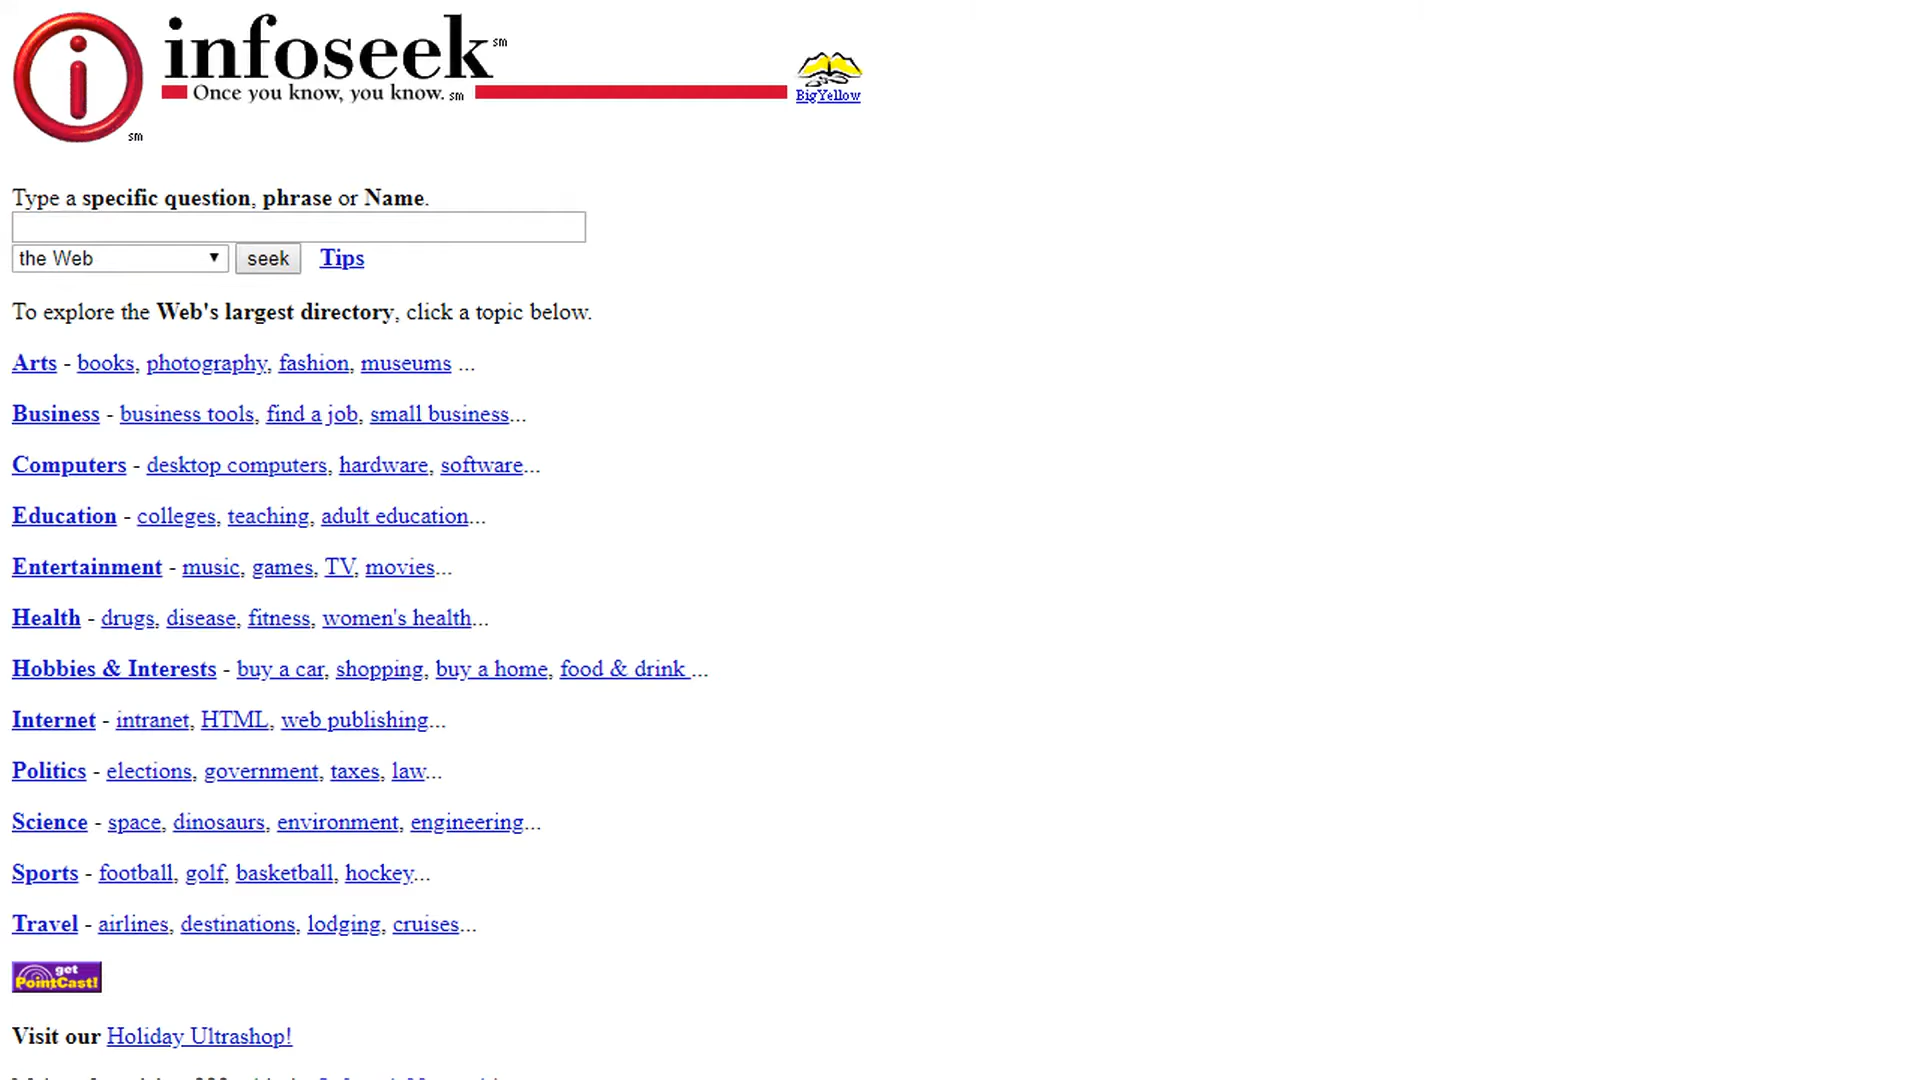 infoseek℠
Once you know, you know.℠
℠
BigYellow
Type a specific question, phrase or Name.
the Web
seek
Tips
To explore the Web's largest directory, click a topic below.
Arts - books, photography, fashion, museums ...
Business - business tools, find a job, small business...
Computers - desktop computers, hardware, software...
Education - colleges, teaching, adult education...
Entertainment - music, games, TV, movies...
Health - drugs, disease, fitness, women's health...
Hobbies & Interests - buy a car, shopping, buy a home, food & drink ...
Internet - intranet, HTML, web publishing...
Politics - elections, government, taxes, law...
Science - space, dinosaurs, environment, engineering...
Sports - football, golf, basketball, hockey...
Travel - airlines, destinations, lodging, cruises...
get
PointCast!
Visit our Holiday Ultrashop!